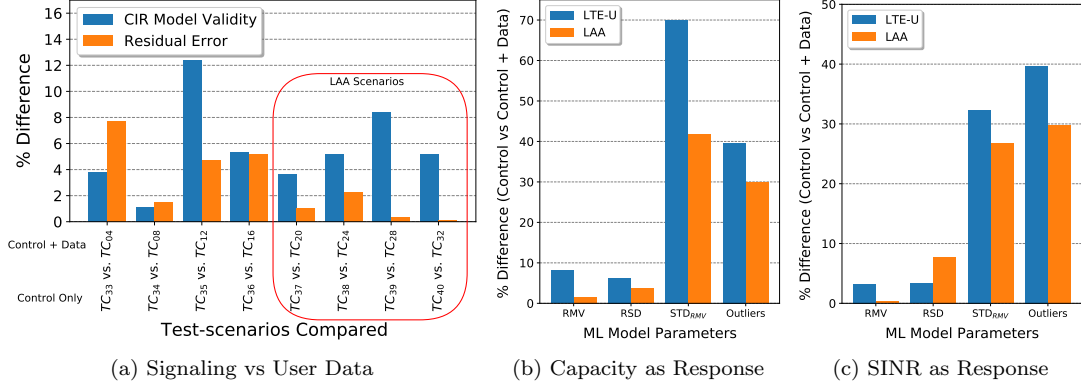 CIR Model Validity
Residual Error
LAA Scenarios
% Difference
16
14
12
10
8
6
4
2
0
Control + Data
Control Only
TC33 vs. TC04
TC34 vs. TC08
TC35 vs. TC12
TC36 vs. TC16
TC37 vs. TC20
TC38 vs. TC24
TC39 vs. TC28
TC40 vs. TC32
Test-scenarios Compared
(a) Signaling vs User Data
LTE-U
LAA
% Difference (Control vs Control + Data)
70
60
50
40
30
20
10
0
RMV
RSD
STD_RMV
Outliers
ML Model Parameters
(b) Capacity as Response
LTE-U
LAA
% Difference (Control vs Control + Data)
50
40
30
20
10
0
RMV
RSD
STD_RMV
Outliers
ML Model Parameters
(c) SINR as Response